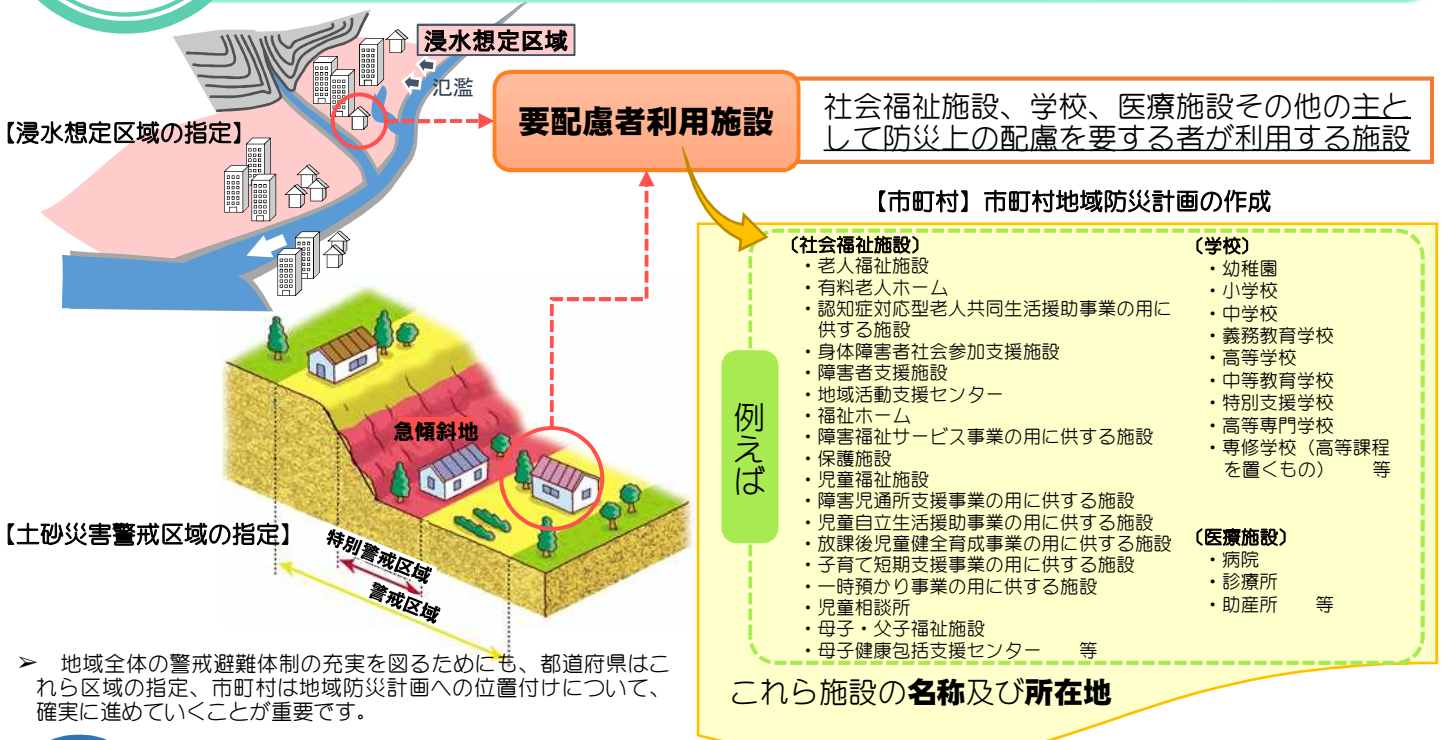 浸水想定区域
氾濫
【浸水想定区域の指定】
要配慮者利用施設
社会福祉施設、学校、医療施設その他の主と
して防災上の配慮を要する者が利用する施設
【市町村】市町村地域防災計画の作成
例えば
（社会福祉施設）
・老人福祉施設
・有料老人ホーム
・認知症対応型老人共同生活援助事業の用に
供する施設
・身体障害者社会参加支援施設
・障害者支援施設
・地域活動支援センター
・福祉ホーム
・障害福祉サービス事業の用に供する施設
・保護施設
・児童福祉施設
・障害児通所支援事業の用に供する施設
・児童自立生活援助事業の用に供する施設
・放課後児童健全育成事業の用に供する施設
・子育て短期支援事業の用に供する施設
・一時預かり事業の用に供する施設
・児童相談所
・母子・父子福祉施設
・母子健康包括支援センター　等
（学校）
・幼稚園
・小学校
・中学校
・義務教育学校
・高等学校
・中等教育学校
・特別支援学校
・高等専門学校
・専修学校（高等課程
を置くもの）　等
（医療施設）
・病院
・診療所
・助産所　等
これら施設の名称及び所在地
急傾斜地
【土砂災害警戒区域の指定】
特別警戒区域
警戒区域
➢ 地域全体の警戒避難体制の充実を図るためにも、都道府県はこ
れら区域の指定、市町村は地域防災計画への位置付けについて、
確実に進めていくことが重要です。